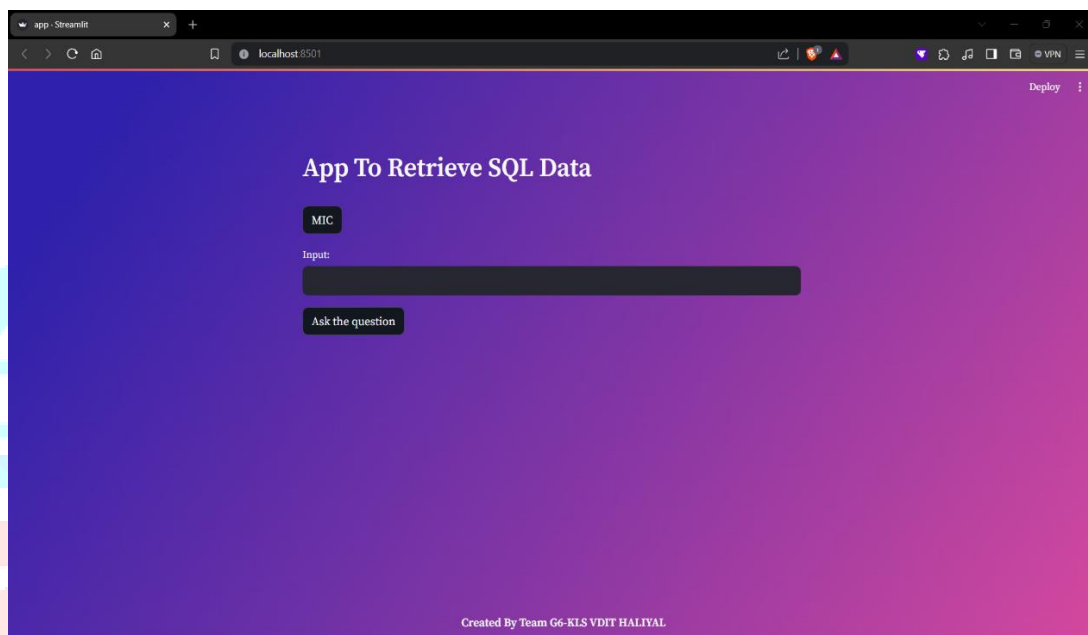 app · Streamlit
localhost:8501
VPN
Deploy
App To Retrieve SQL Data
MIC
Input:
Ask the question
Created By Team G6-KLS VDIT HALIYAL